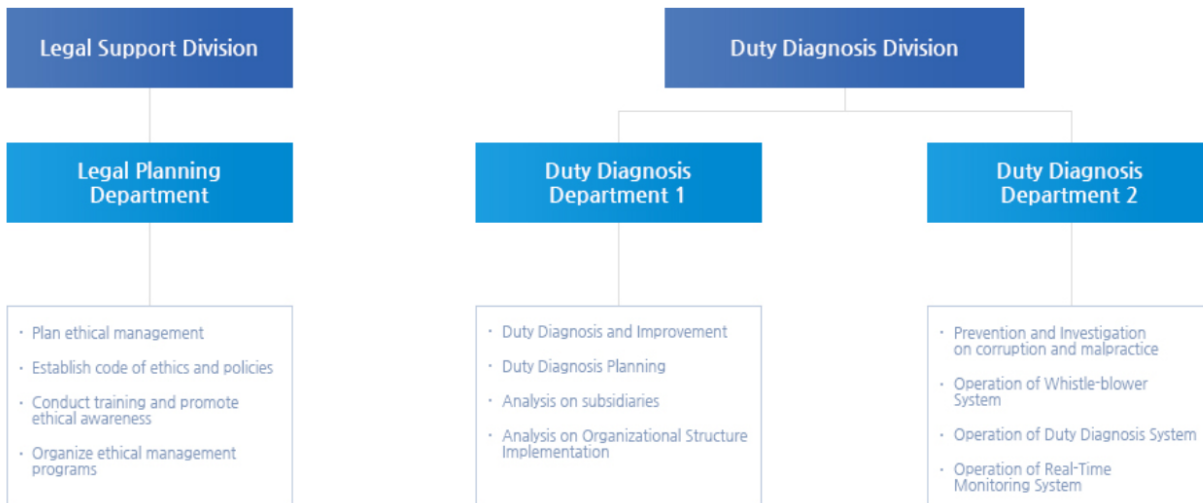 Legal Support Division
Duty Diagnosis Division
Legal Planning
Department
Duty Diagnosis
Department 1
Duty Diagnosis
Department 2
· Plan ethical management
· Establish code of ethics and policies
· Conduct training and promote
ethical awareness
· Organize ethical management
programs
· Duty Diagnosis and Improvement
· Duty Diagnosis Planning
· Analysis on subsidiaries
· Analysis on Organizational Structure
Implementation
· Prevention and Investigation
on corruption and malpractice
· Operation of Whistle-blower
System
· Operation of Duty Diagnosis System
· Operation of Real-Time
Monitoring System